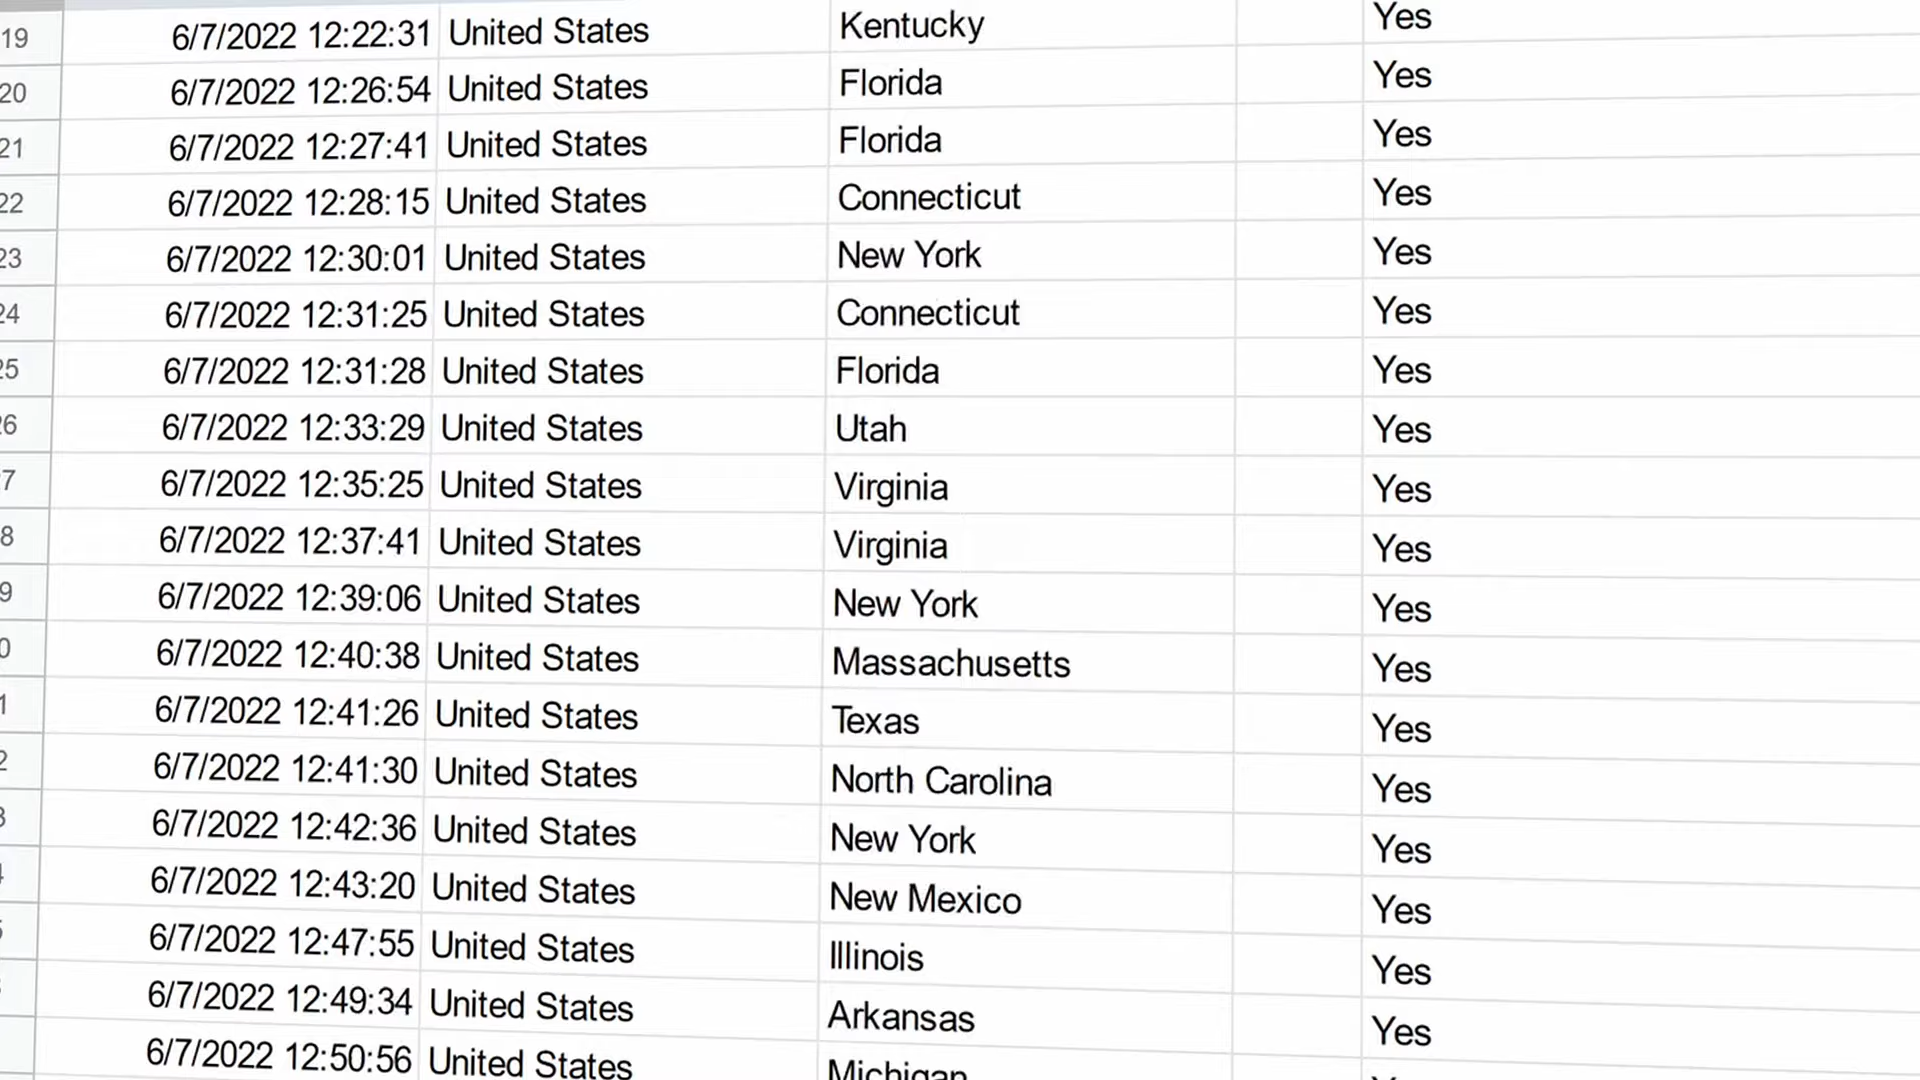 19 6/7/2022 12:22:31 United States Kentucky Yes
20 6/7/2022 12:26:54 United States Florida Yes
21 6/7/2022 12:27:41 United States Florida Yes
22 6/7/2022 12:28:15 United States Connecticut Yes
23 6/7/2022 12:30:01 United States New York Yes
24 6/7/2022 12:31:25 United States Connecticut Yes
25 6/7/2022 12:31:28 United States Florida Yes
26 6/7/2022 12:33:29 United States Utah Yes
7 6/7/2022 12:35:25 United States Virginia Yes
8 6/7/2022 12:37:41 United States Virginia Yes
9 6/7/2022 12:39:06 United States New York Yes
0 6/7/2022 12:40:38 United States Massachusetts Yes
1 6/7/2022 12:41:26 United States Texas Yes
2 6/7/2022 12:41:30 United States North Carolina Yes
3 6/7/2022 12:42:36 United States New York Yes
4 6/7/2022 12:43:20 United States New Mexico Yes
5 6/7/2022 12:47:55 United States Illinois Yes
6/7/2022 12:49:34 United States Arkansas Yes
6/7/2022 12:50:56 United States Michigan